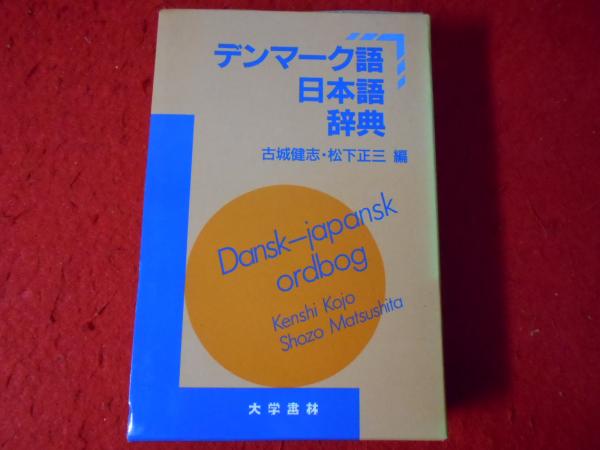 デンマーク語
日本語
辞典
古城健志・松下正三 編
Dansk–japansk
ordbog
Kenshi Kojo
Shozo Matsushita
大学書林